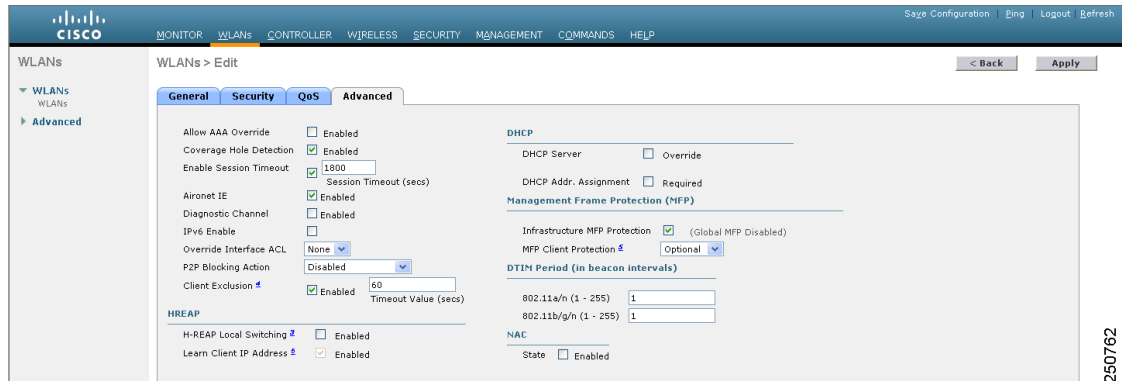 Save Configuration | Ping | Logout | Refresh
CISCO
MONITOR WLANs CONTROLLER WIRELESS SECURITY MANAGEMENT COMMANDS HELP
WLANs
WLANs > Edit
< Back
Apply
WLANs
WLANs
Advanced
General Security QoS Advanced
Allow AAA Override Enabled
Coverage Hole Detection Enabled
Enable Session Timeout 1800
Session Timeout (secs)
Aironet IE Enabled
Diagnostic Channel Enabled
IPv6 Enable
Override Interface ACL None
P2P Blocking Action Disabled
Client Exclusion 4 Enabled 60
Timeout Value (secs)
HREAP
H-REAP Local Switching 2 Enabled
Learn Client IP Address 6 Enabled
DHCP
DHCP Server Override
DHCP Addr. Assignment Required
Management Frame Protection (MFP)
Infrastructure MFP Protection (Global MFP Disabled)
MFP Client Protection 5 Optional
DTIM Period (in beacon intervals)
802.11a/n (1 - 255) 1
802.11b/g/n (1 - 255) 1
NAC
State Enabled
250762